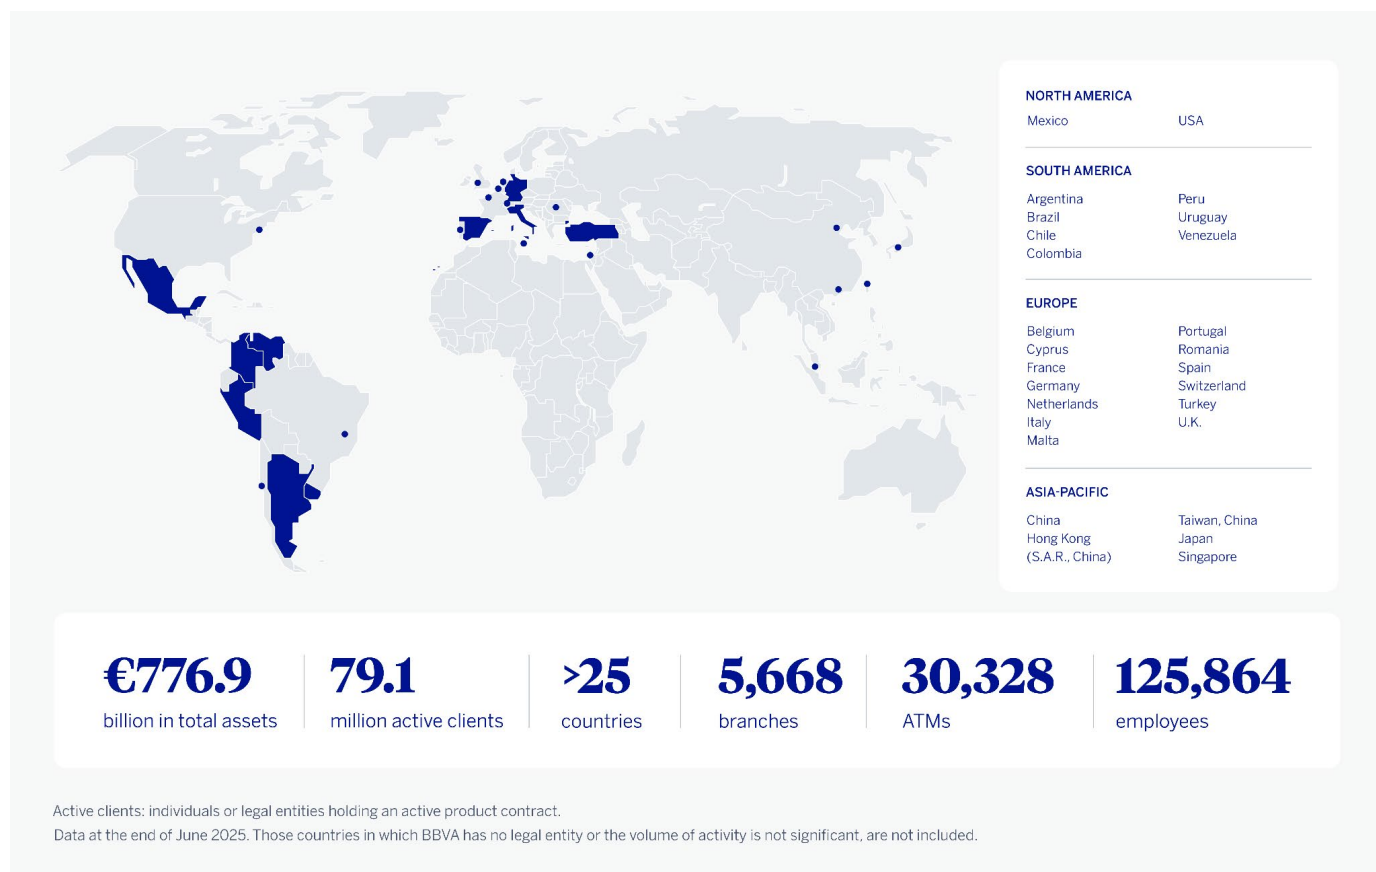 NORTH AMERICA
Mexico USA
SOUTH AMERICA
Argentina Peru
Brazil Uruguay
Chile Venezuela
Colombia
EUROPE
Belgium Portugal
Cyprus Romania
France Spain
Germany Switzerland
Netherlands Turkey
Italy U.K.
Malta
ASIA-PACIFIC
China Taiwan, China
Hong Kong Japan
(S.A.R., China) Singapore
€776.9 79.1 >25 5,668 30,328 125,864
billion in total assets million active clients countries branches ATMs employees
Active clients: individuals or legal entities holding an active product contract.
Data at the end of June 2025. Those countries in which BBVA has no legal entity or the volume of activity is not significant, are not included.